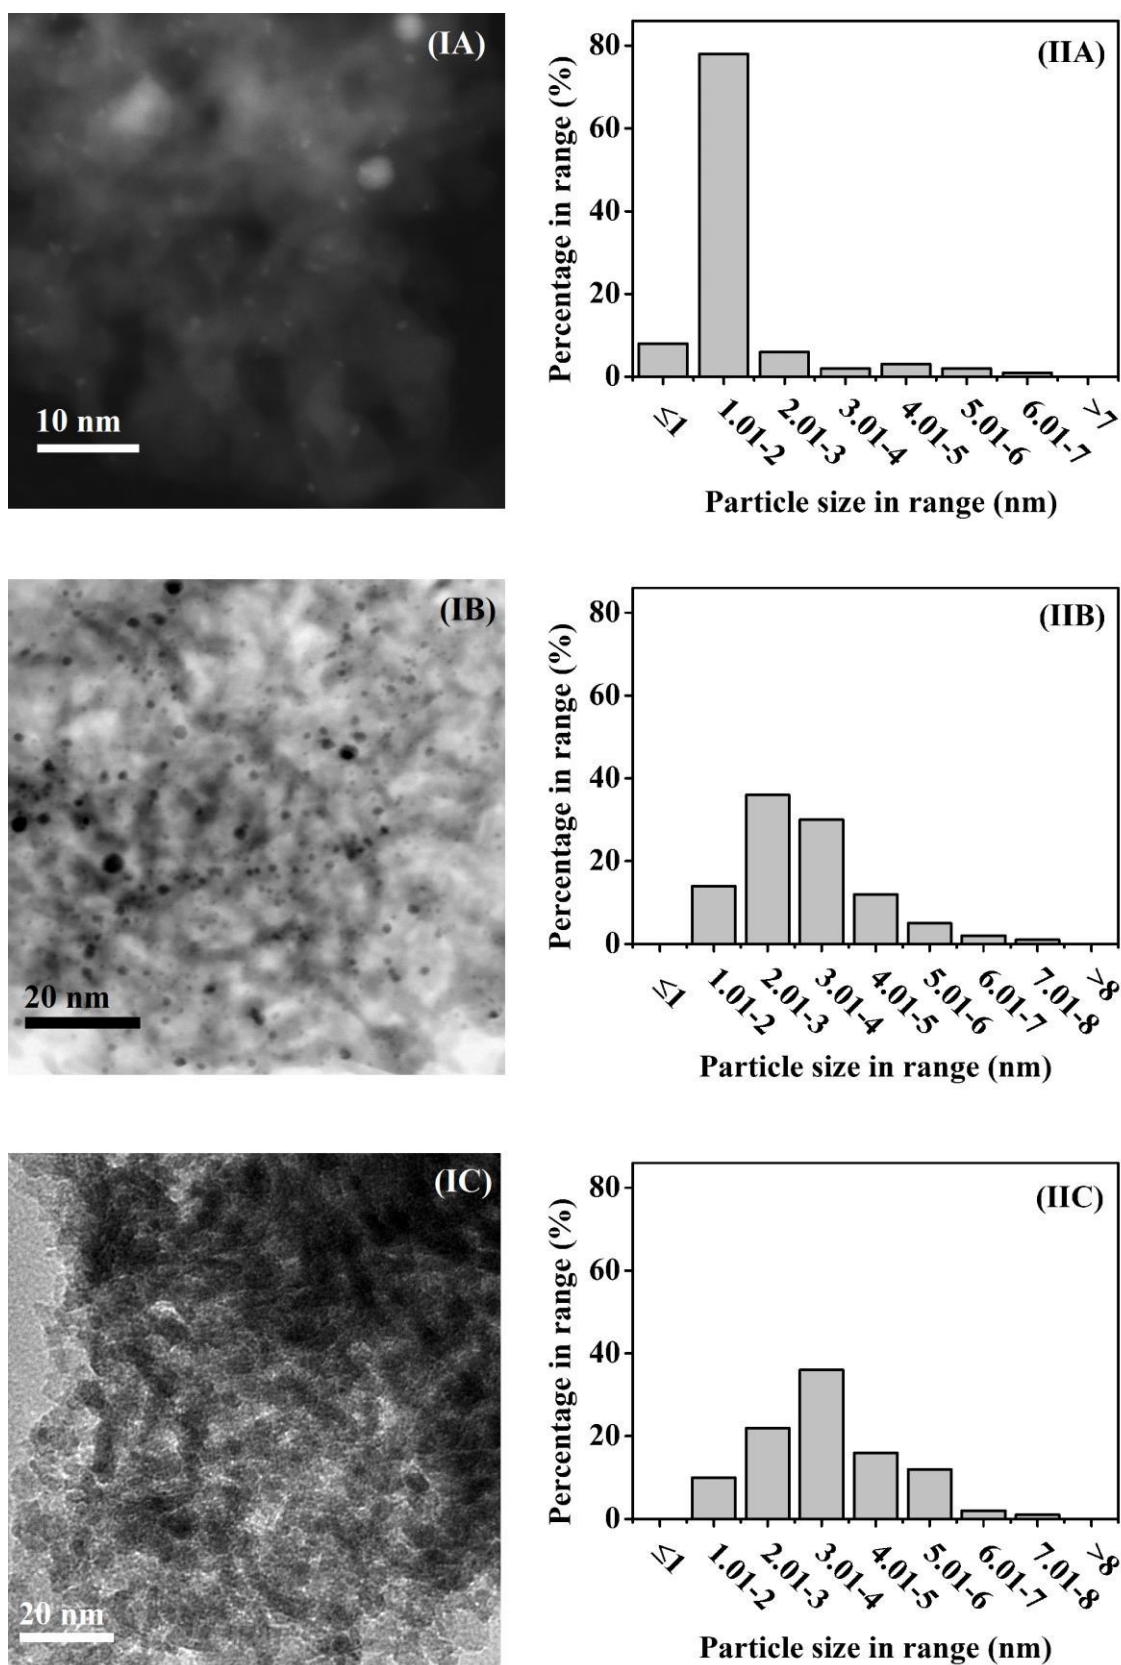 (IA)
10 nm
(IIA)
Percentage in range (%)
80
60
40
20
0
≤1
1.01-2
2.01-3
3.01-4
4.01-5
5.01-6
6.01-7
>7
Particle size in range (nm)
(IB)
20 nm
(IIB)
Percentage in range (%)
80
60
40
20
0
≤1
1.01-2
2.01-3
3.01-4
4.01-5
5.01-6
6.01-7
7.01-8
>8
Particle size in range (nm)
(IC)
20 nm
(IIC)
Percentage in range (%)
80
60
40
20
0
≤1
1.01-2
2.01-3
3.01-4
4.01-5
5.01-6
6.01-7
7.01-8
>8
Particle size in range (nm)